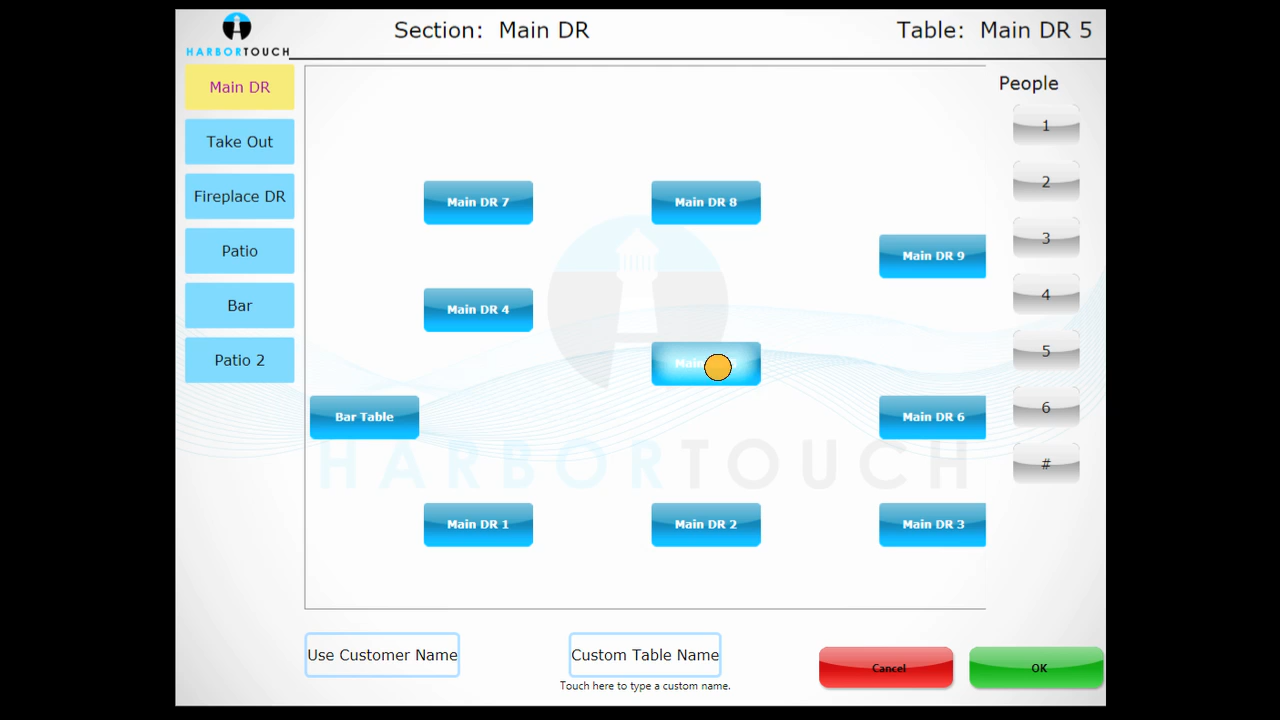 HARBORTOUCH
Section: Main DR
Table: Main DR 5
Main DR
Take Out
Fireplace DR
Patio
Bar
Patio 2
Main DR 7
Main DR 8
Main DR 9
Main DR 4
Bar Table
Main DR 6
HARBORTOUCH
Main DR 1
Main DR 2
Main DR 3
People
1
2
3
4
5
6
#
Use Customer Name
Custom Table Name
Touch here to type a custom name.
Cancel
OK